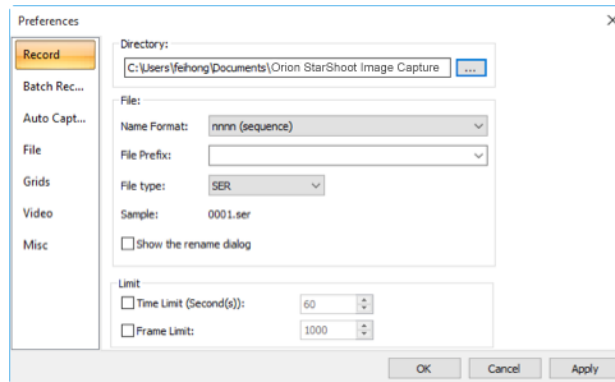 Preferences
Record
Batch Rec...
Auto Capt...
File
Grids
Video
Misc
Directory:
C:\Users\feihong\Documents\Orion StarShoot Image Capture ...
File:
Name Format: nnnn (sequence)
File Prefix:
File type: SER
Sample: 0001.ser
Show the rename dialog
Limit
Time Limit (Second(s)): 60
Frame Limit: 1000
OK Cancel Apply